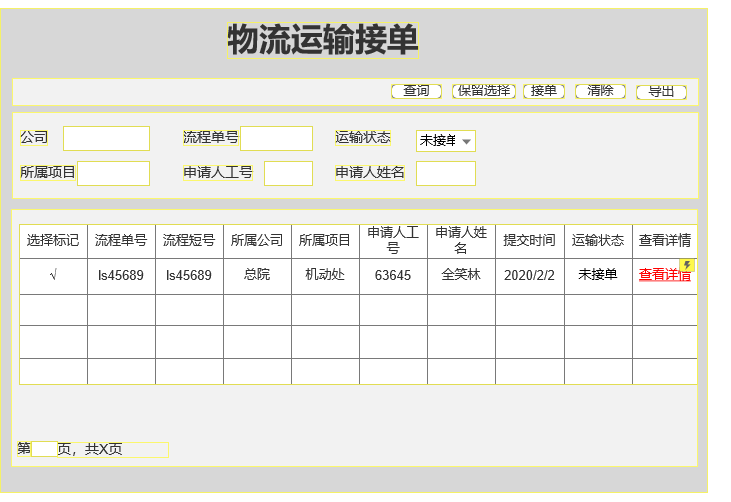 物流运输接单
查询 保留选择 接单 清除 导出
公司 流程单号 运输状态 未接单
所属项目 申请人工号 申请人姓名
选择标记 流程单号 流程短号 所属公司 所属项目 申请人工号 申请人姓名 提交时间 运输状态 查看详情
√ ls45689 ls45689 总院 机动处 63645 全笑林 2020/2/2 未接单 查看详情
第 页，共X页